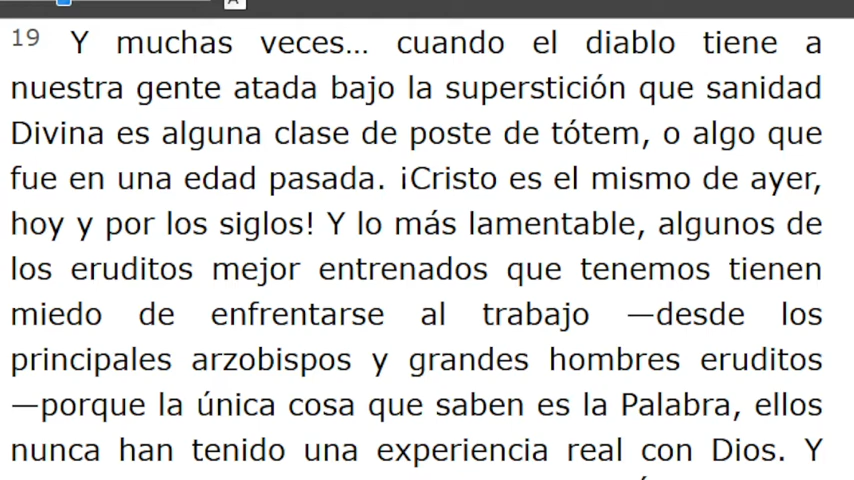 19 Y muchas veces... cuando el diablo tiene a
nuestra gente atada bajo la superstición que sanidad
Divina es alguna clase de poste de tótem, o algo que
fue en una edad pasada. ¡Cristo es el mismo de ayer,
hoy y por los siglos! Y lo más lamentable, algunos de
los eruditos mejor entrenados que tenemos tienen
miedo de enfrentarse al trabajo —desde los
principales arzobispos y grandes hombres eruditos
—porque la única cosa que saben es la Palabra, ellos
nunca han tenido una experiencia real con Dios. Y